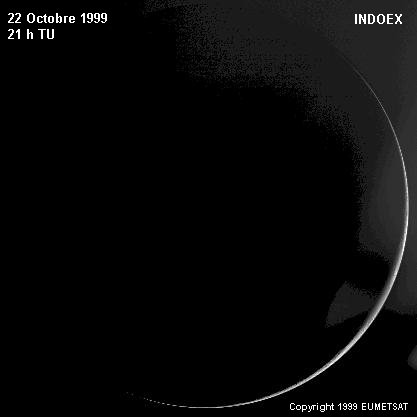 22 Octobre 1999
21 h TU
INDOEX
Copyright 1999 EUMETSAT